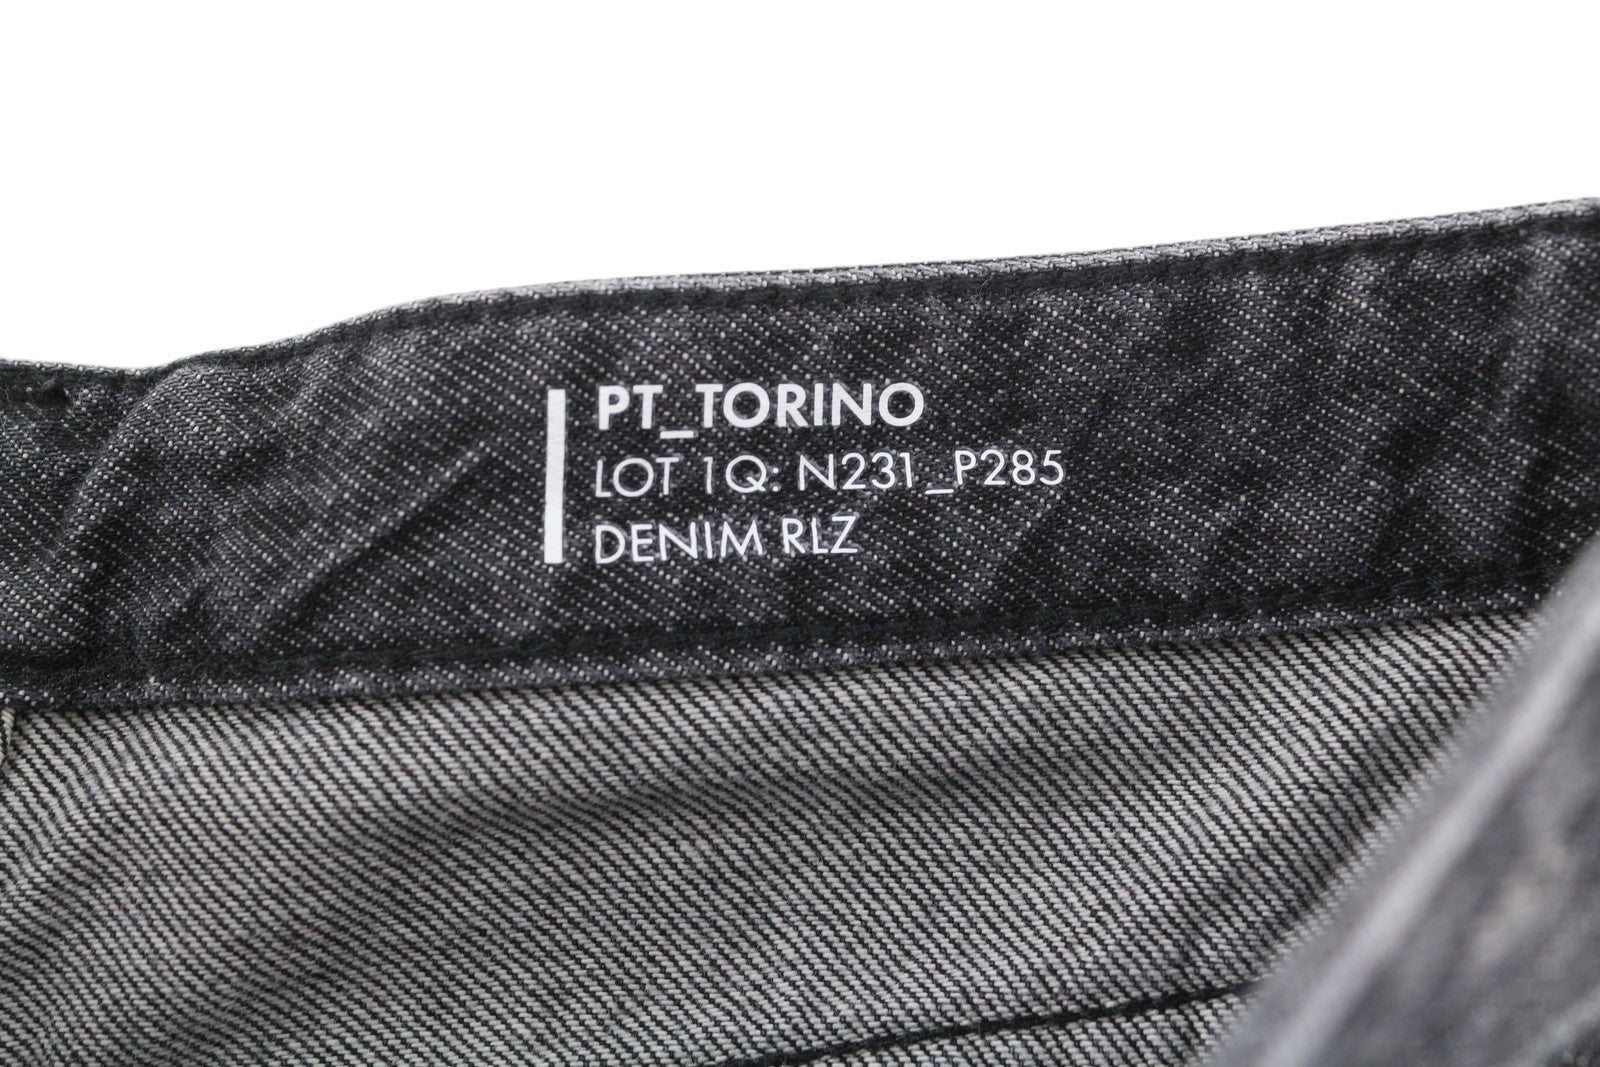 PT_TORINO
LOT 1Q: N231_P285
DENIM RLZ